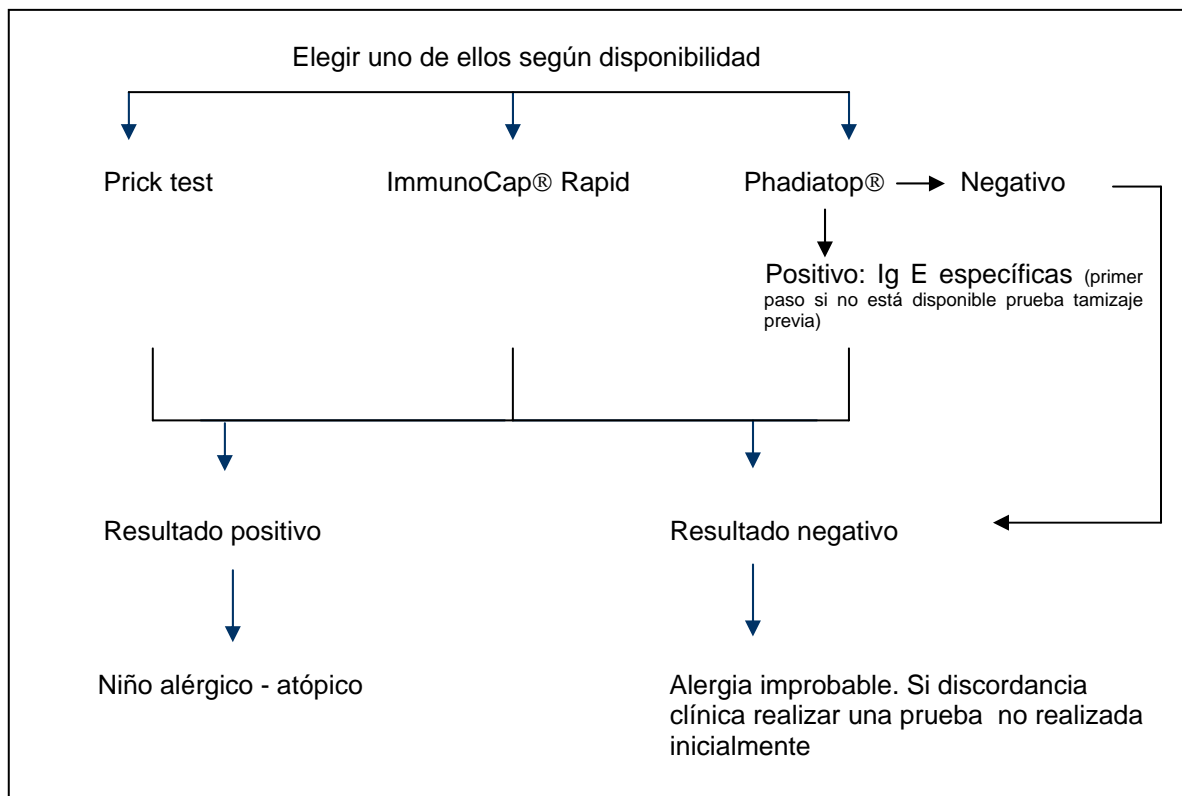 Elegir uno de ellos según disponibilidad
Prick test
ImmunoCap® Rapid
Phadiatop®
Negativo
Positivo: Ig E específicas (primer
paso si no está disponible prueba tamizaje
previa)
Resultado positivo
Resultado negativo
Niño alérgico - atópico
Alergia improbable. Si discordancia
clínica realizar una prueba no realizada
inicialmente